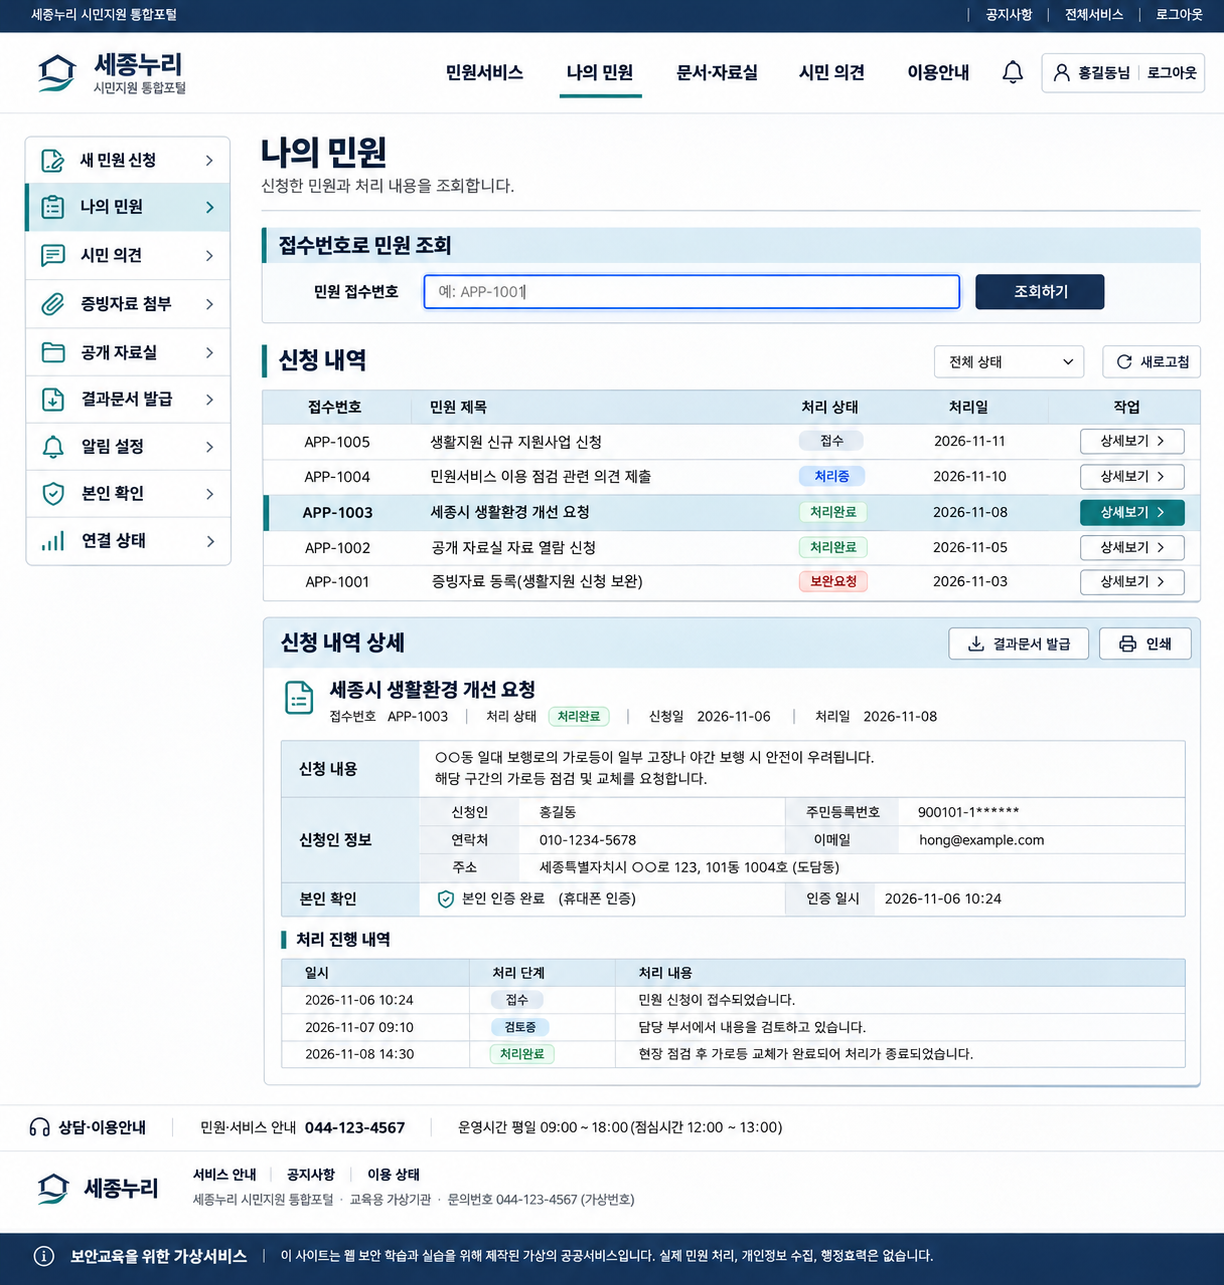 세종누리 시민지원 통합포털 | 공지사항 | 전체서비스 | 로그아웃
세종누리
시민지원 통합포털
민원서비스 나의 민원 문서·자료실 시민 의견 이용안내 홍길동님 | 로그아웃
새 민원 신청
나의 민원
시민 의견
증빙자료 첨부
공개 자료실
결과문서 발급
알림 설정
본인 확인
연결 상태
나의 민원
신청한 민원과 처리 내용을 조회합니다.
접수번호로 민원 조회
민원 접수번호 예: APP-1001 조회하기
신청 내역 전체 상태 새로고침
접수번호 민원 제목 처리 상태 처리일 작업
APP-1005 생활지원 신규 지원사업 신청 접수 2026-11-11 상세보기
APP-1004 민원서비스 이용 점검 관련 의견 제출 처리중 2026-11-10 상세보기
APP-1003 세종시 생활환경 개선 요청 처리완료 2026-11-08 상세보기
APP-1002 공개 자료실 자료 열람 신청 처리완료 2026-11-05 상세보기
APP-1001 증빙자료 등록(생활지원 신청 보완) 보완요청 2026-11-03 상세보기
신청 내역 상세 결과문서 발급 인쇄
세종시 생활환경 개선 요청
접수번호 APP-1003 | 처리 상태 처리완료 | 신청일 2026-11-06 | 처리일 2026-11-08
신청 내용
○○동 일대 보행로의 가로등이 일부 고장나 야간 보행 시 안전이 우려됩니다.
해당 구간의 가로등 점검 및 교체를 요청합니다.
신청인 정보
신청인 홍길동 주민등록번호 900101-1******
연락처 010-1234-5678 이메일 hong@example.com
주소 세종특별자치시 ○○로 123, 101동 1004호 (도담동)
본인 확인 본인 인증 완료 (휴대폰 인증) 인증 일시 2026-11-06 10:24
처리 진행 내역
일시 처리 단계 처리 내용
2026-11-06 10:24 접수 민원 신청이 접수되었습니다.
2026-11-07 09:10 검토중 담당 부서에서 내용을 검토하고 있습니다.
2026-11-08 14:30 처리완료 현장 점검 후 가로등 교체가 완료되어 처리가 종료되었습니다.
상담·이용안내 | 민원·서비스 안내 044-123-4567 | 운영시간 평일 09:00 ~ 18:00 (점심시간 12:00 ~ 13:00)
세종누리
서비스 안내 | 공지사항 | 이용 상태
세종누리 시민지원 통합포털 · 교육용 가상기관 · 문의번호 044-123-4567 (가상번호)
보안교육을 위한 가상서비스 | 이 사이트는 웹 보안 학습과 실습을 위해 제작된 가상의 공공서비스입니다. 실제 민원 처리, 개인정보 수집, 행정효력은 없습니다.